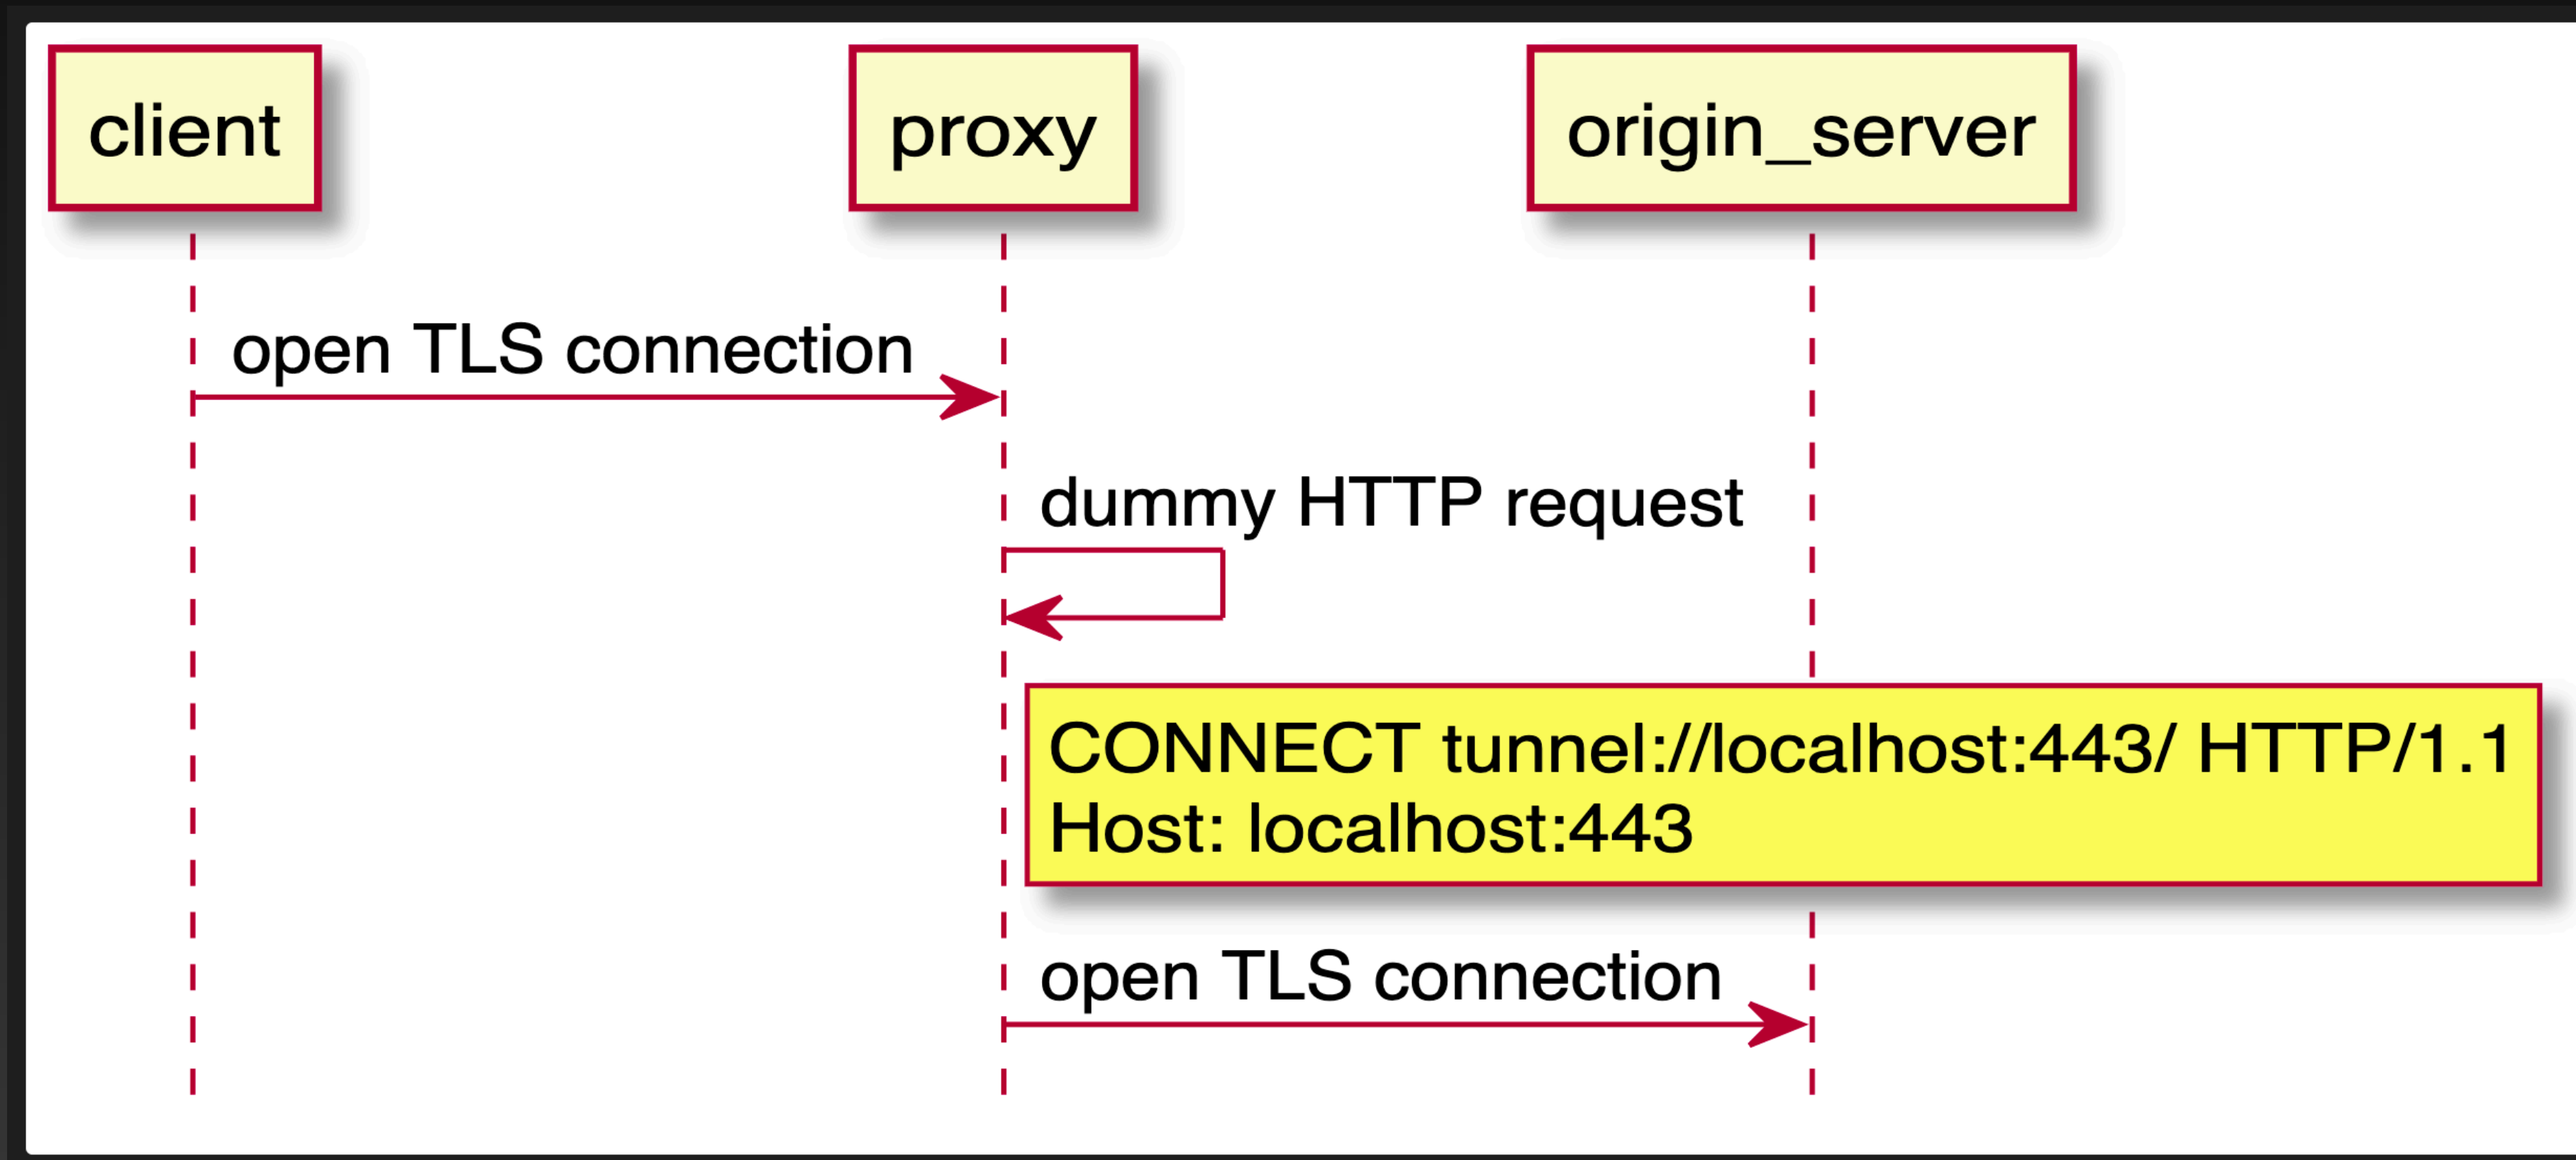 client
proxy
origin_server
open TLS connection
dummy HTTP request
CONNECT tunnel://localhost:443/ HTTP/1.1
Host: localhost:443
open TLS connection